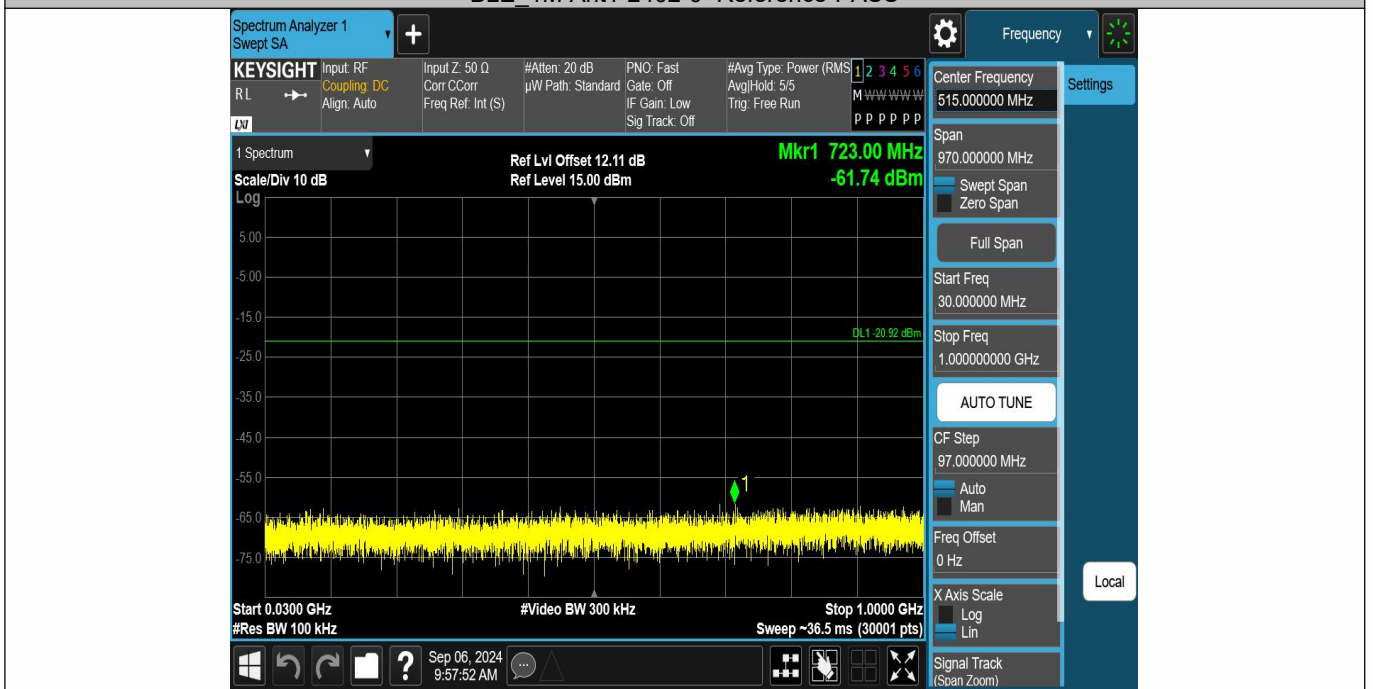 Spectrum Analyzer 1
Swept SA
Frequency
KEYSIGHT
RL
LXI
Input: RF
Coupling: DC
Align: Auto
Input Z: 50 Ω
Corr CCorr
Freq Ref: Int (S)
#Atten: 20 dB
µW Path: Standard
PNO: Fast
Gate: Off
IF Gain: Low
Sig Track: Off
#Avg Type: Power (RMS
Avg|Hold: 5/5
Trig: Free Run
1 2 3 4 5 6
M W W W W W
P P P P P P
1 Spectrum
Scale/Div 10 dB
Ref Lvl Offset 12.11 dB
Ref Level 15.00 dBm
Mkr1 723.00 MHz
-61.74 dBm
Log
5.00
-5.00
-15.0
DL1 -20.92 dBm
-25.0
-35.0
-45.0
-55.0
1
-65.0
-75.0
Start 0.0300 GHz
#Res BW 100 kHz
#Video BW 300 kHz
Stop 1.0000 GHz
Sweep ~36.5 ms (30001 pts)
Sep 06, 2024
9:57:52 AM
Center Frequency
515.000000 MHz
Settings
Span
970.000000 MHz
Swept Span
Zero Span
Full Span
Start Freq
30.000000 MHz
Stop Freq
1.000000000 GHz
AUTO TUNE
CF Step
97.000000 MHz
Auto
Man
Freq Offset
0 Hz
Local
X Axis Scale
Log
Lin
Signal Track
(Span Zoom)